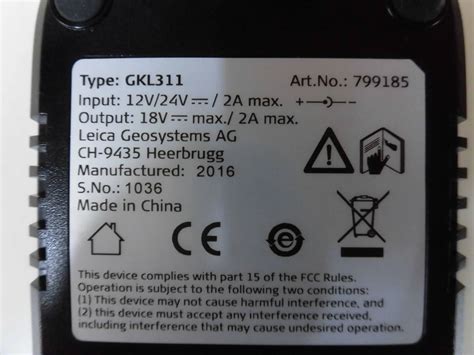 Type: GKL311 Art.No.: 799185
Input: 12V/24V⎓ / 2A max.
Output: 18V⎓ max./ 2A max.
Leica Geosystems AG
CH-9435 Heerbrugg
Manufactured: 2016
S.No.: 1036
Made in China
CE
This device complies with part 15 of the FCC Rules.
Operation is subject to the following two conditions:
(1) This device may not cause harmful interference, and
(2) this device must accept any interference received,
including interference that may cause undesired operation.